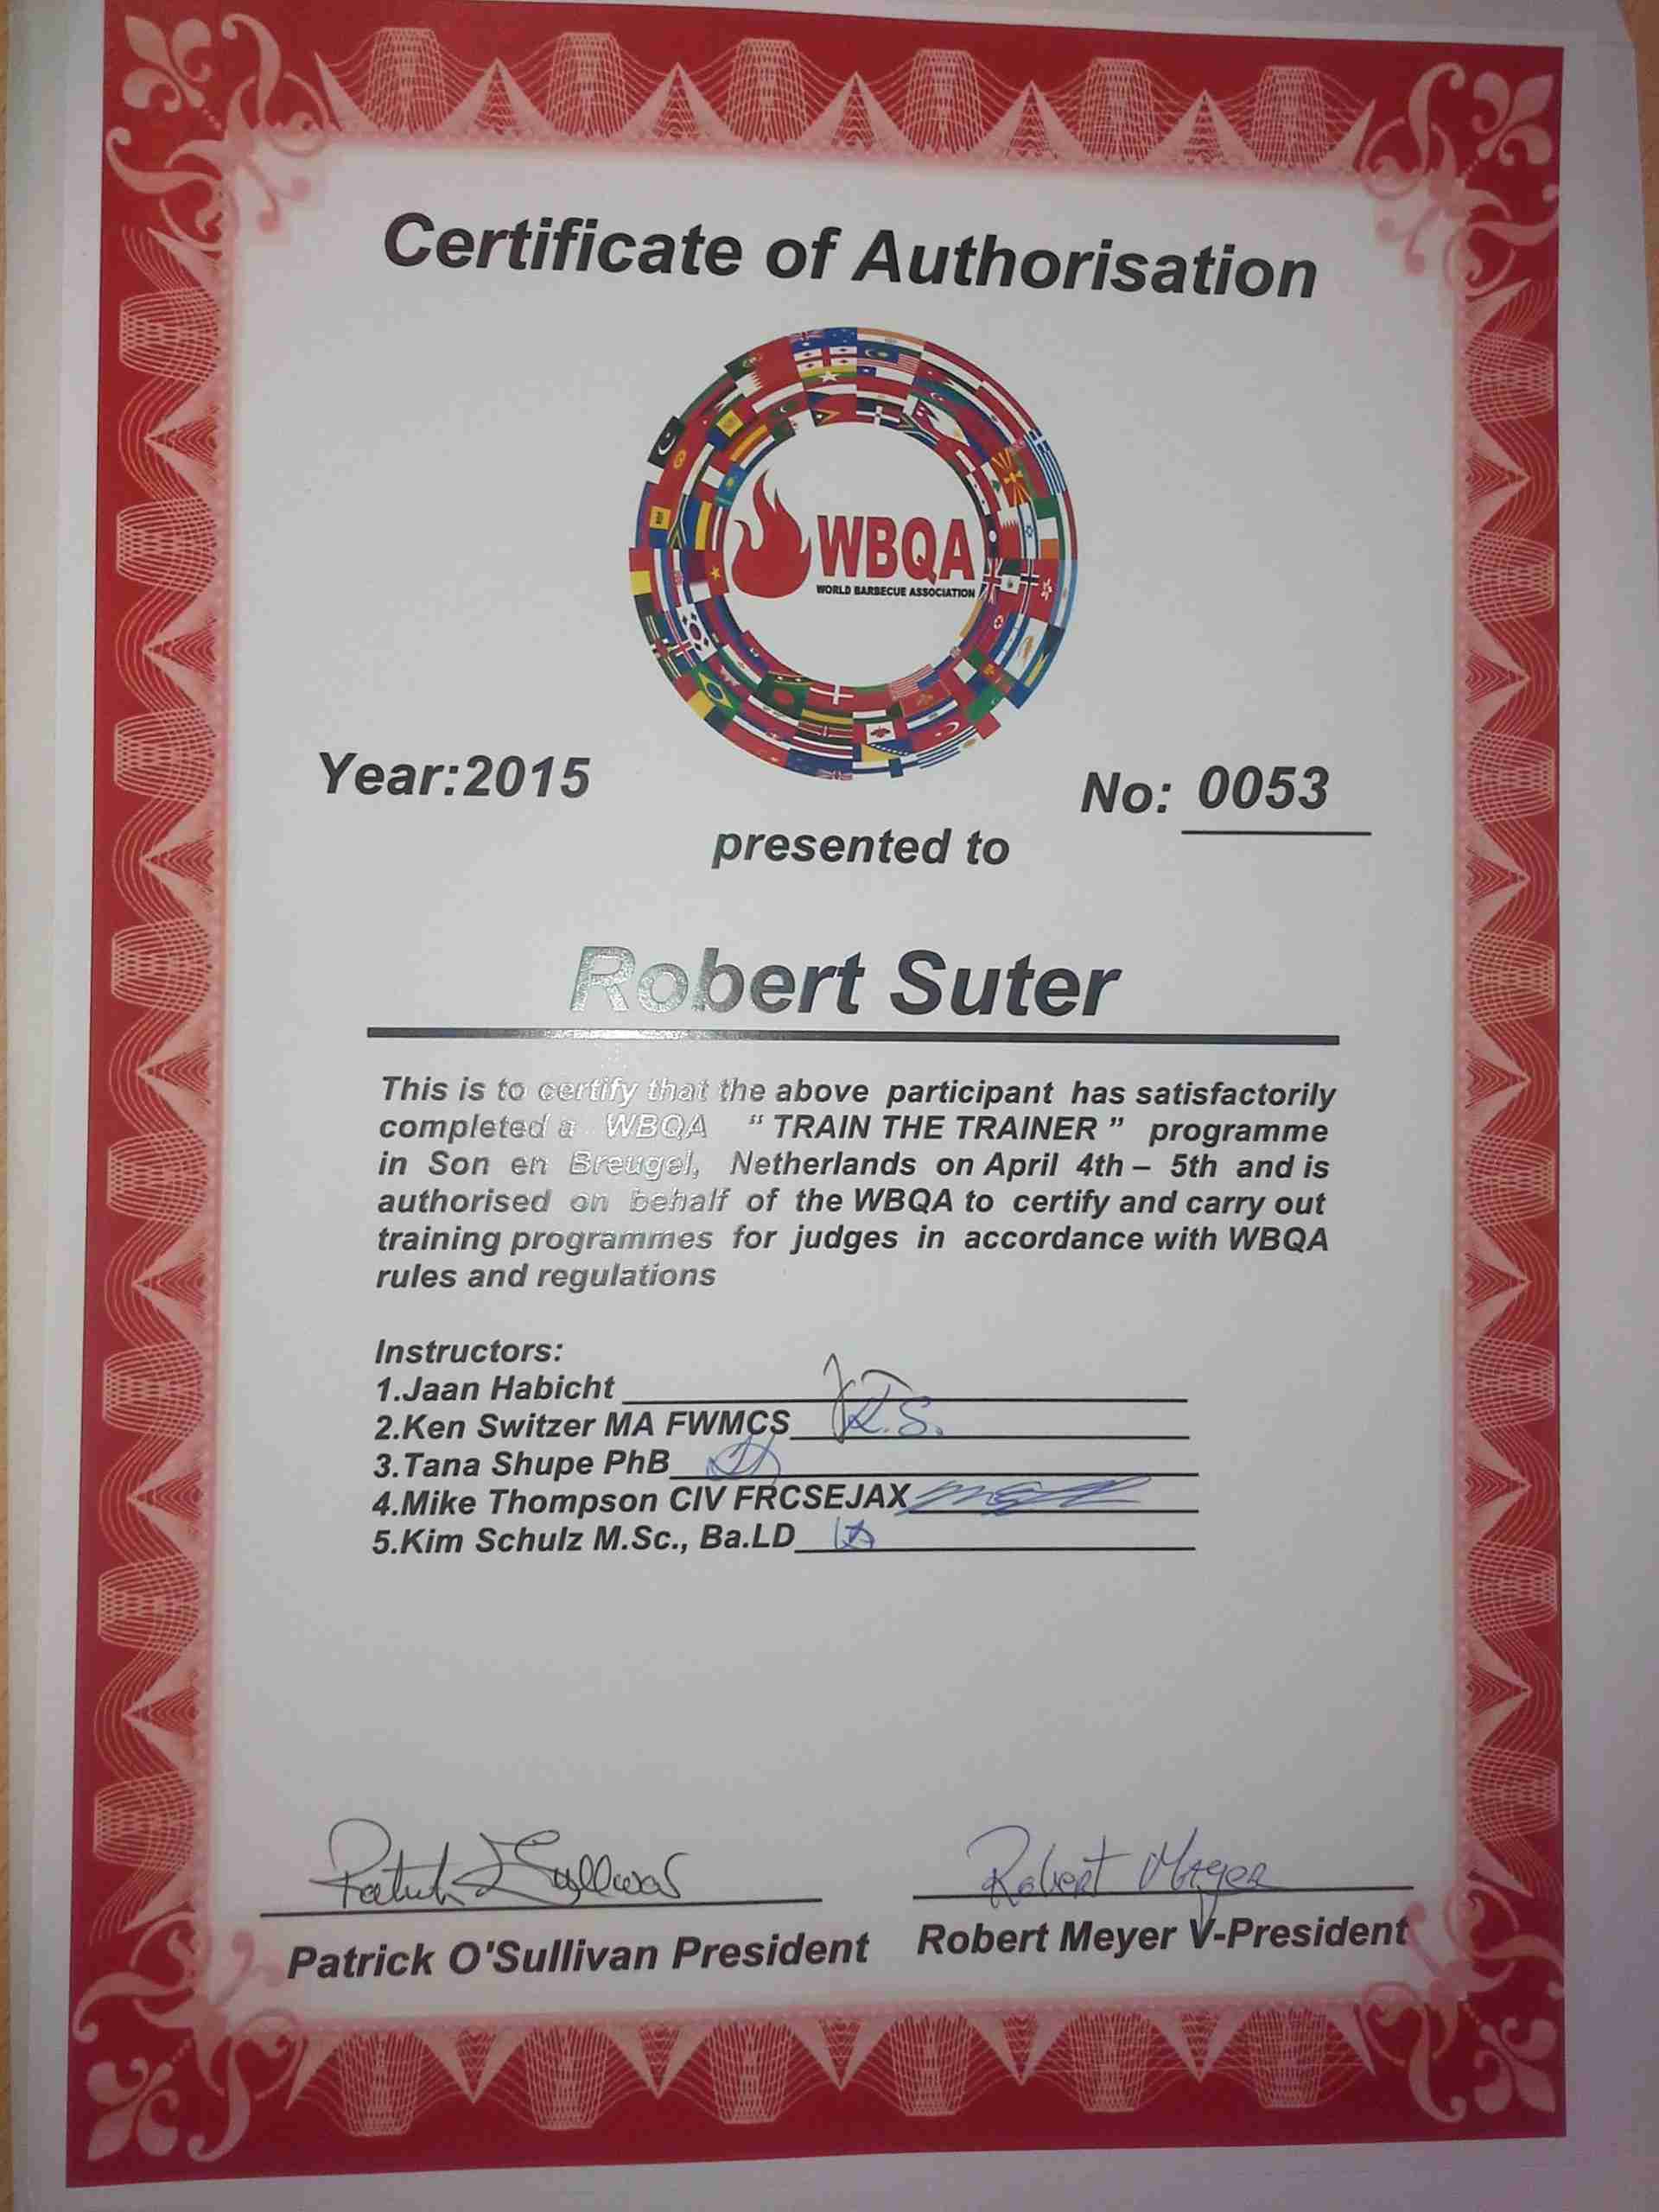 Certificate of Authorisation
WBQA
WORLD BARBECUE ASSOCIATION
Year:2015
No: 0053
presented to
Robert Suter
This is to certify that the above participant has satisfactorily
completed a WBQA “ TRAIN THE TRAINER ” programme
in Son en Breugel, Netherlands on April 4th – 5th and is
authorised on behalf of the WBQA to certify and carry out
training programmes for judges in accordance with WBQA
rules and regulations
Instructors:
1.Jaan Habicht
2.Ken Switzer MA FWMCS K.S.
3.Tana Shupe PhB
4.Mike Thompson CIV FRCSEJAX
5.Kim Schulz M.Sc., Ba.LD
Robert Meyer
Patrick O'Sullivan President
Robert Meyer V-President